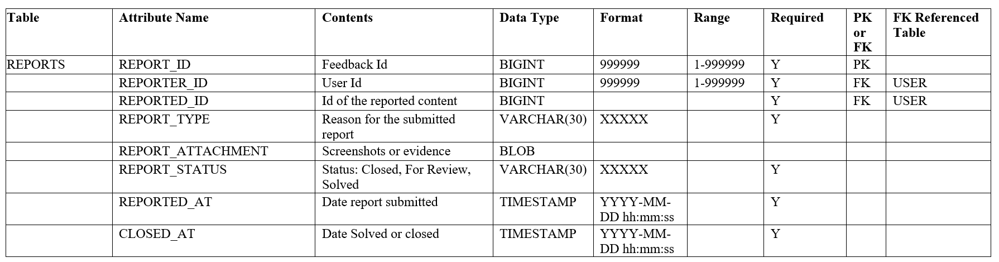 Table Attribute Name Contents Data Type Format Range Required PK or FK FK Referenced Table
REPORTS REPORT_ID Feedback Id BIGINT 999999 1-999999 Y PK
REPORTER_ID User Id BIGINT 999999 1-999999 Y FK USER
REPORTED_ID Id of the reported content BIGINT Y FK USER
REPORT_TYPE Reason for the submitted report VARCHAR(30) XXXXX Y
REPORT_ATTACHMENT Screenshots or evidence BLOB
REPORT_STATUS Status: Closed, For Review, Solved VARCHAR(30) XXXXX Y
REPORTED_AT Date report submitted TIMESTAMP YYYY-MM-DD hh:mm:ss Y
CLOSED_AT Date Solved or closed TIMESTAMP YYYY-MM-DD hh:mm:ss Y